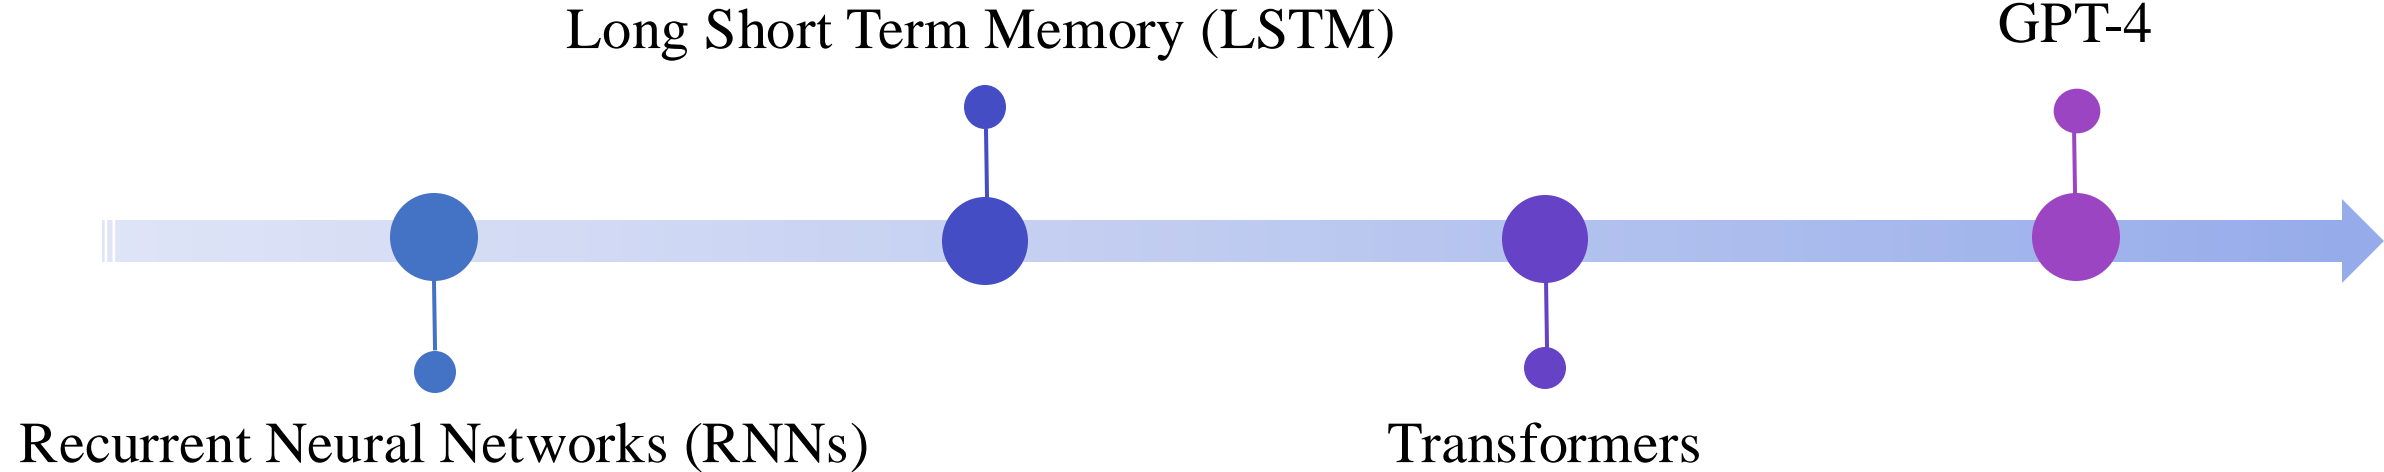 Long Short Term Memory (LSTM)
GPT-4
Recurrent Neural Networks (RNNs)
Transformers